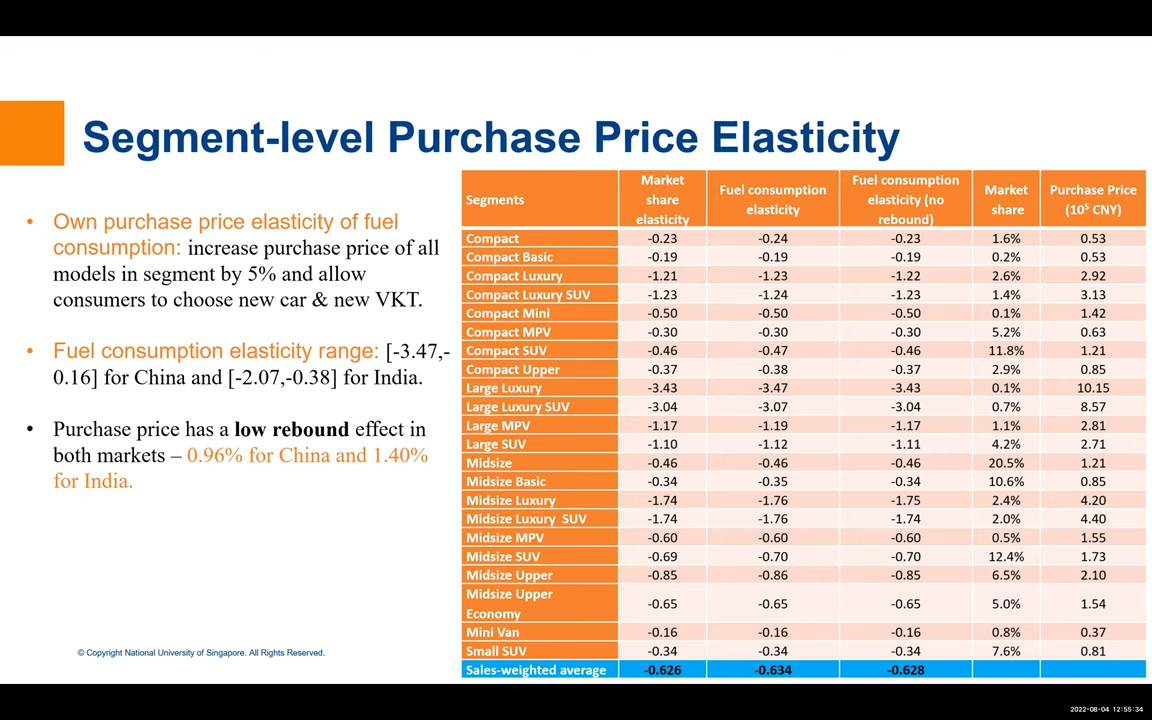 Segment-level Purchase Price Elasticity
• Own purchase price elasticity of fuel
consumption: increase purchase price of all
models in segment by 5% and allow
consumers to choose new car & new VKT.
• Fuel consumption elasticity range: [-3.47,-
0.16] for China and [-2.07,-0.38] for India.
• Purchase price has a low rebound effect in
both markets – 0.96% for China and 1.40%
for India.
Segments Market share elasticity Fuel consumption elasticity Fuel consumption elasticity (no rebound) Market share Purchase Price (10⁵ CNY)
Compact -0.23 -0.24 -0.23 1.6% 0.53
Compact Basic -0.19 -0.19 -0.19 0.2% 0.53
Compact Luxury -1.21 -1.23 -1.22 2.6% 2.92
Compact Luxury SUV -1.23 -1.24 -1.23 1.4% 3.13
Compact Mini -0.50 -0.50 -0.50 0.1% 1.42
Compact MPV -0.30 -0.30 -0.30 5.2% 0.63
Compact SUV -0.46 -0.47 -0.46 11.8% 1.21
Compact Upper -0.37 -0.38 -0.37 2.9% 0.85
Large Luxury -3.43 -3.47 -3.43 0.1% 10.15
Large Luxury SUV -3.04 -3.07 -3.04 0.7% 8.57
Large MPV -1.17 -1.19 -1.17 1.1% 2.81
Large SUV -1.10 -1.12 -1.11 4.2% 2.71
Midsize -0.46 -0.46 -0.46 20.5% 1.21
Midsize Basic -0.34 -0.35 -0.34 10.6% 0.85
Midsize Luxury -1.74 -1.76 -1.75 2.4% 4.20
Midsize Luxury SUV -1.74 -1.76 -1.74 2.0% 4.40
Midsize MPV -0.60 -0.60 -0.60 0.5% 1.55
Midsize SUV -0.69 -0.70 -0.70 12.4% 1.73
Midsize Upper -0.85 -0.86 -0.85 6.5% 2.10
Midsize Upper Economy -0.65 -0.65 -0.65 5.0% 1.54
Mini Van -0.16 -0.16 -0.16 0.8% 0.37
Small SUV -0.34 -0.34 -0.34 7.6% 0.81
Sales-weighted average -0.626 -0.634 -0.628
© Copyright National University of Singapore. All Rights Reserved.
2022-08-04 12:55:34